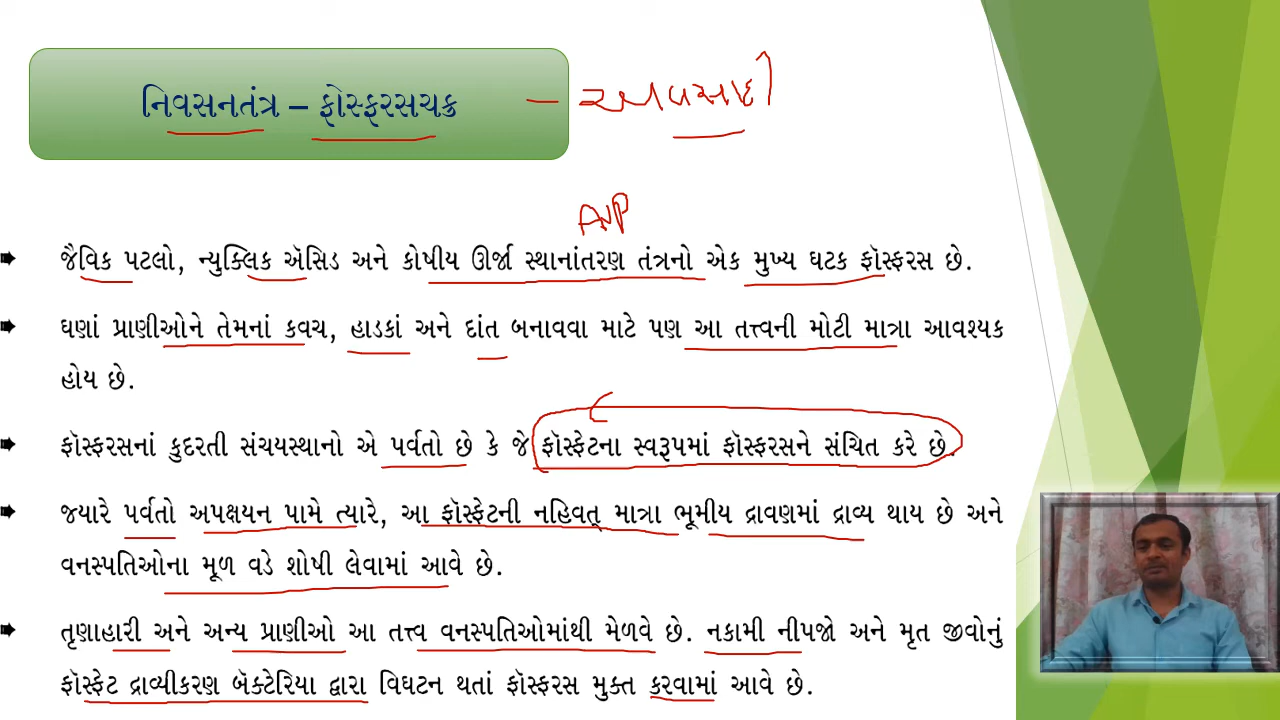 નિવસનતંત્ર – ફોસ્ફરસચક્ર – અવસાદી
ATP
જૈવિક પટલો, ન્યુક્લિક ઍસિડ અને કોષીય ઊર્જા સ્થાનાંતરણ તંત્રનો એક મુખ્ય ઘટક ફૉસ્ફરસ છે.
ઘણાં પ્રાણીઓને તેમનાં કવચ, હાડકાં અને દાંત બનાવવા માટે પણ આ તત્ત્વની મોટી માત્રા આવશ્યક
હોય છે.
ફૉસ્ફરસનાં કુદરતી સંચયસ્થાનો એ પર્વતો છે કે જે ફૉસ્ફેટના સ્વરૂપમાં ફૉસ્ફરસને સંચિત કરે છે.
જ્યારે પર્વતો અપક્ષયન પામે ત્યારે, આ ફૉસ્ફેટની નહિવત્ માત્રા ભૂમીય દ્રાવણમાં દ્રાવ્ય થાય છે અને
વનસ્પતિઓના મૂળ વડે શોષી લેવામાં આવે છે.
તૃણાહારી અને અન્ય પ્રાણીઓ આ તત્ત્વ વનસ્પતિઓમાંથી મેળવે છે. નકામી નીપજો અને મૃત જીવોનું
ફૉસ્ફેટ દ્રાવ્યીકરણ બૅક્ટેરિયા દ્વારા વિઘટન થતાં ફૉસ્ફરસ મુક્ત કરવામાં આવે છે.